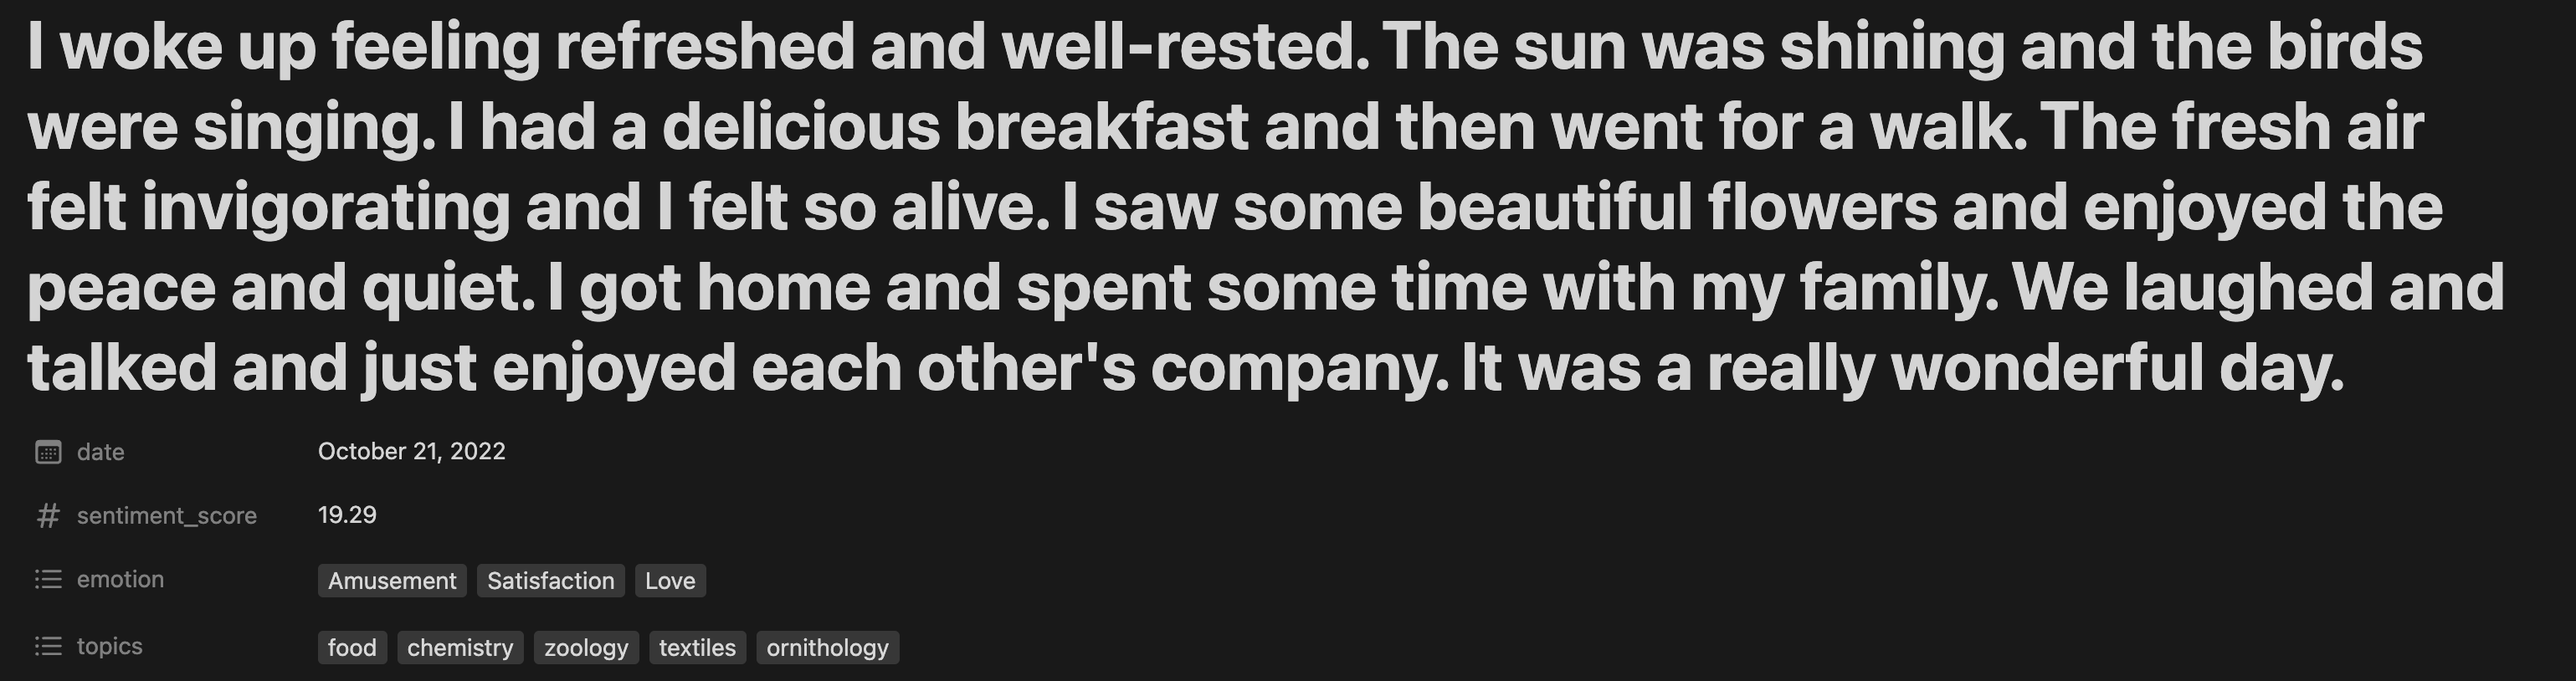 I woke up feeling refreshed and well-rested. The sun was shining and the birds
were singing. I had a delicious breakfast and then went for a walk. The fresh air
felt invigorating and I felt so alive. I saw some beautiful flowers and enjoyed the
peace and quiet. I got home and spent some time with my family. We laughed and
talked and just enjoyed each other's company. It was a really wonderful day.
date October 21, 2022
# sentiment_score 19.29
emotion Amusement Satisfaction Love
topics food chemistry zoology textiles ornithology